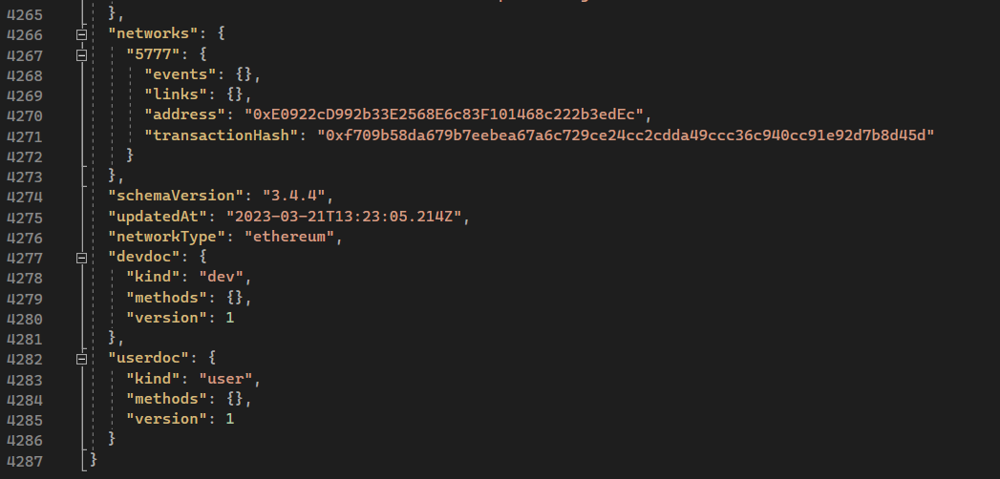 4265 },
4266 "networks": {
4267 "5777": {
4268 "events": {},
4269 "links": {},
4270 "address": "0xE0922cD992b33E2568E6c83F101468c222b3edEc",
4271 "transactionHash": "0xf709b58da679b7eebea67a6c729ce24cc2cdda49ccc36c940cc91e92d7b8d45d"
4272 }
4273 },
4274 "schemaVersion": "3.4.4",
4275 "updatedAt": "2023-03-21T13:23:05.214Z",
4276 "networkType": "ethereum",
4277 "devdoc": {
4278 "kind": "dev",
4279 "methods": {},
4280 "version": 1
4281 },
4282 "userdoc": {
4283 "kind": "user",
4284 "methods": {},
4285 "version": 1
4286 }
4287 }